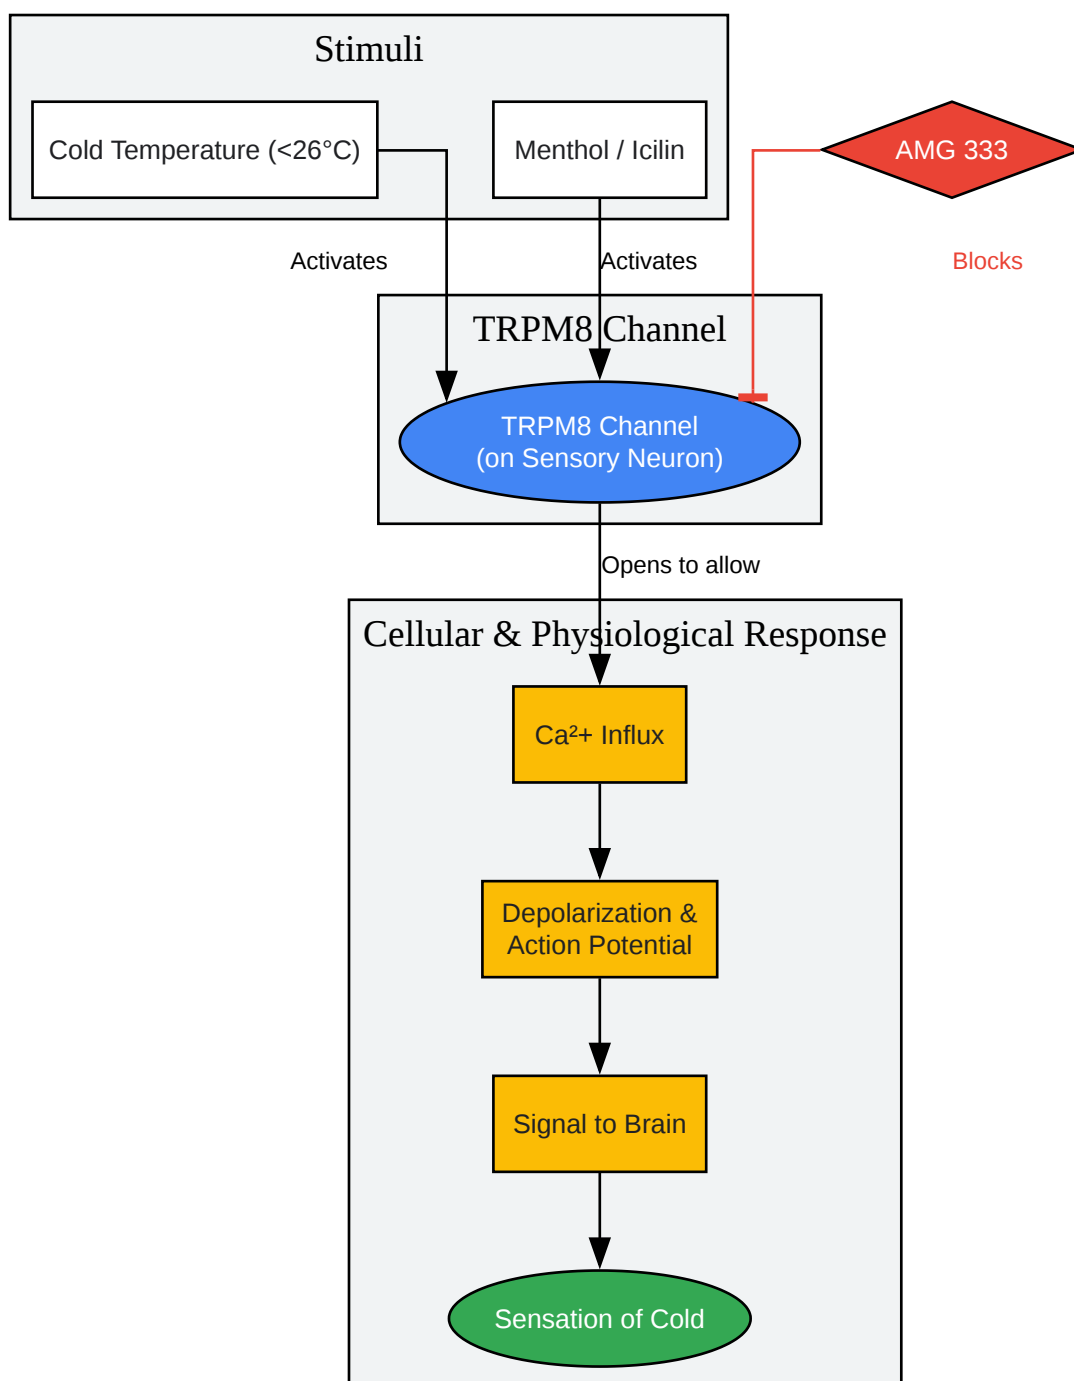 Stimuli
Cold Temperature (<26°C)
Menthol / Icilin
AMG 333
Activates
Activates
Blocks
TRPM8 Channel
TRPM8 Channel
(on Sensory Neuron)
Opens to allow
Cellular & Physiological Response
Ca²+ Influx
Depolarization &
Action Potential
Signal to Brain
Sensation of Cold